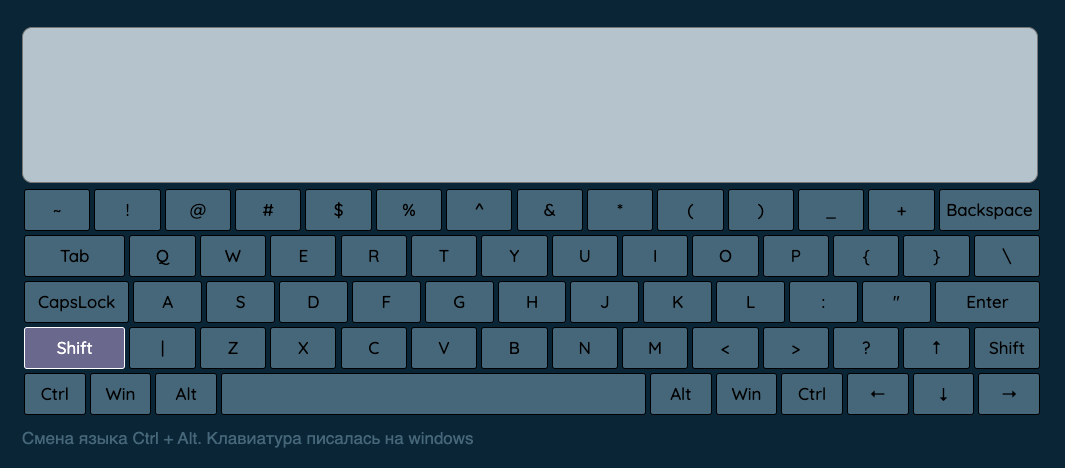 ~ ! @ # $ % ^ & * ( ) _ + Backspace
Tab Q W E R T Y U I O P { } \
CapsLock A S D F G H J K L : " Enter
Shift | Z X C V B N M < > ? ↑ Shift
Ctrl Win Alt Alt Win Ctrl ← ↓ →
Смена языка Ctrl + Alt. Клавиатура писалась на windows